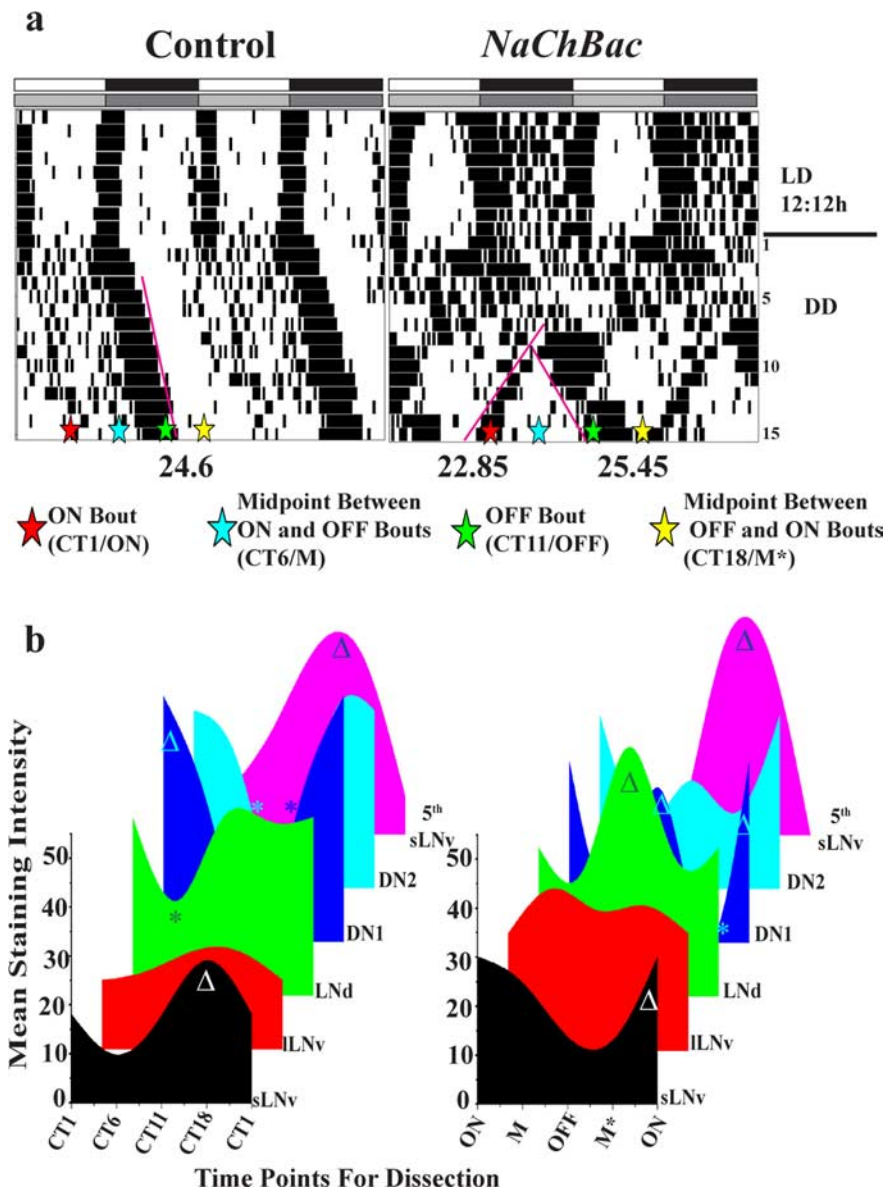 a
Control
NaChBac
LD
12:12h
1
5
DD
10
15
24.6
22.85
25.45
ON Bout
(CT1/ON)
Midpoint Between
ON and OFF Bouts
(CT6/M)
OFF Bout
(CT11/OFF)
Midpoint Between
OFF and ON Bouts
(CT18/M*)
b
Mean Staining Intensity
50
40
30
20
10
0
Δ
Δ
*
*
*
Δ
5th
sLNv
DN2
DN1
LNd
lLNv
sLNv
CT1
CT6
CT11
CT18
CT1
50
40
30
20
10
0
Δ
Δ
Δ
Δ
*
Δ
5th
sLNv
DN2
DN1
LNd
lLNv
sLNv
ON
M
OFF
M*
ON
Time Points For Dissection